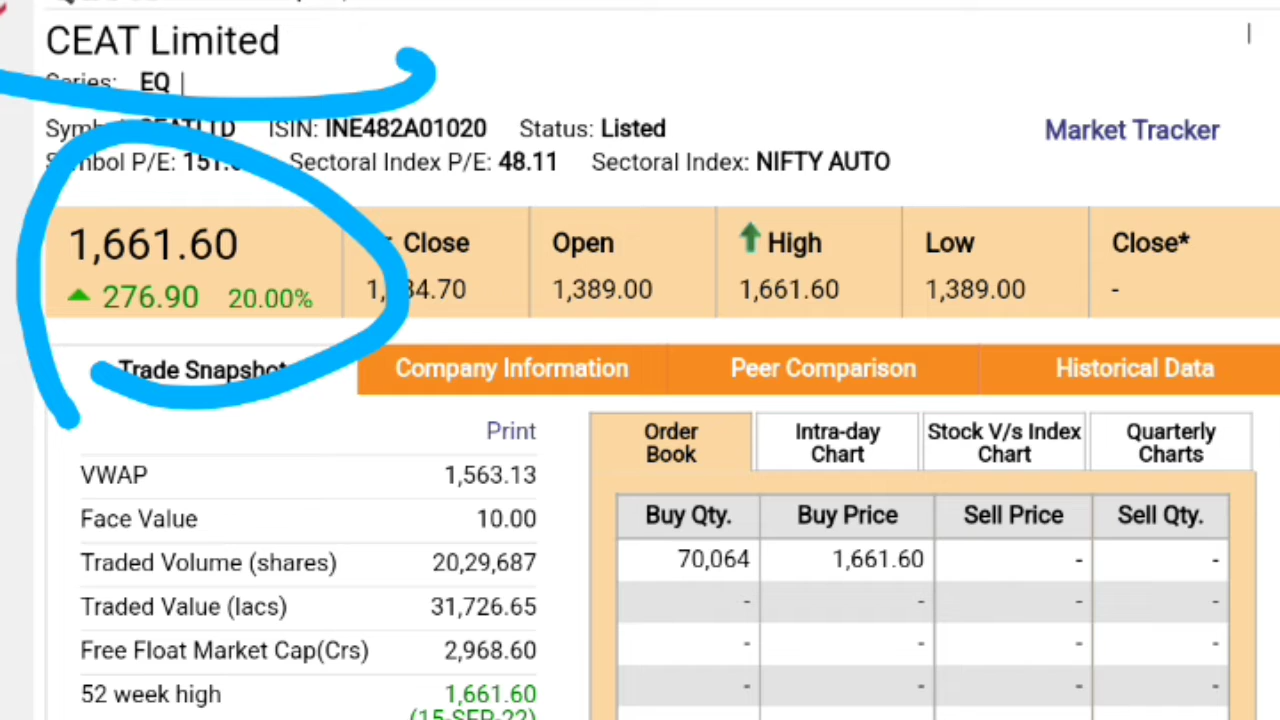 CEAT Limited
Series: EQ |
|
ISIN: INE482A01020 Status: Listed
Market Tracker
P/E: Sectoral Index P/E: 48.11 Sectoral Index: NIFTY AUTO
1,661.60
276.90 20.00%
Close
Open 1,389.00
High 1,661.60
Low 1,389.00
Close* -
Trade Snapshot
Company Information
Peer Comparison
Historical Data
Print
VWAP 1,563.13
Face Value 10.00
Traded Volume (shares) 20,29,687
Traded Value (lacs) 31,726.65
Free Float Market Cap(Crs) 2,968.60
52 week high 1,661.60
(15-SEP-22)
Order
Book
Intra-day
Chart
Stock V/s Index
Chart
Quarterly
Charts
Buy Qty. Buy Price Sell Price Sell Qty.
70,064 1,661.60 - -
- - - -
- - - -
- - - -